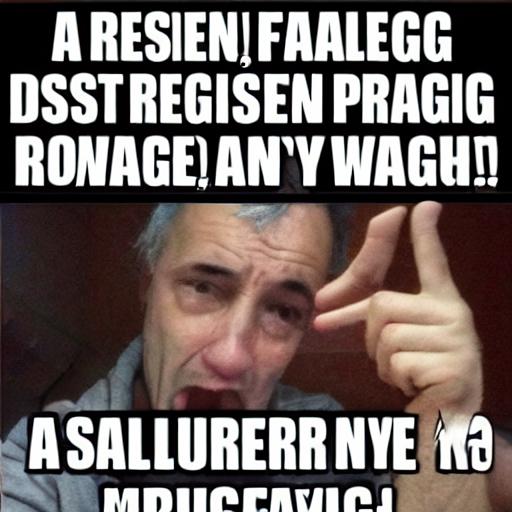 A RESIEN! FAALEGG
DSST REGISEN PRAGIG
RONAGE), AN'Y WAGH!!
A SALLURERR NYE